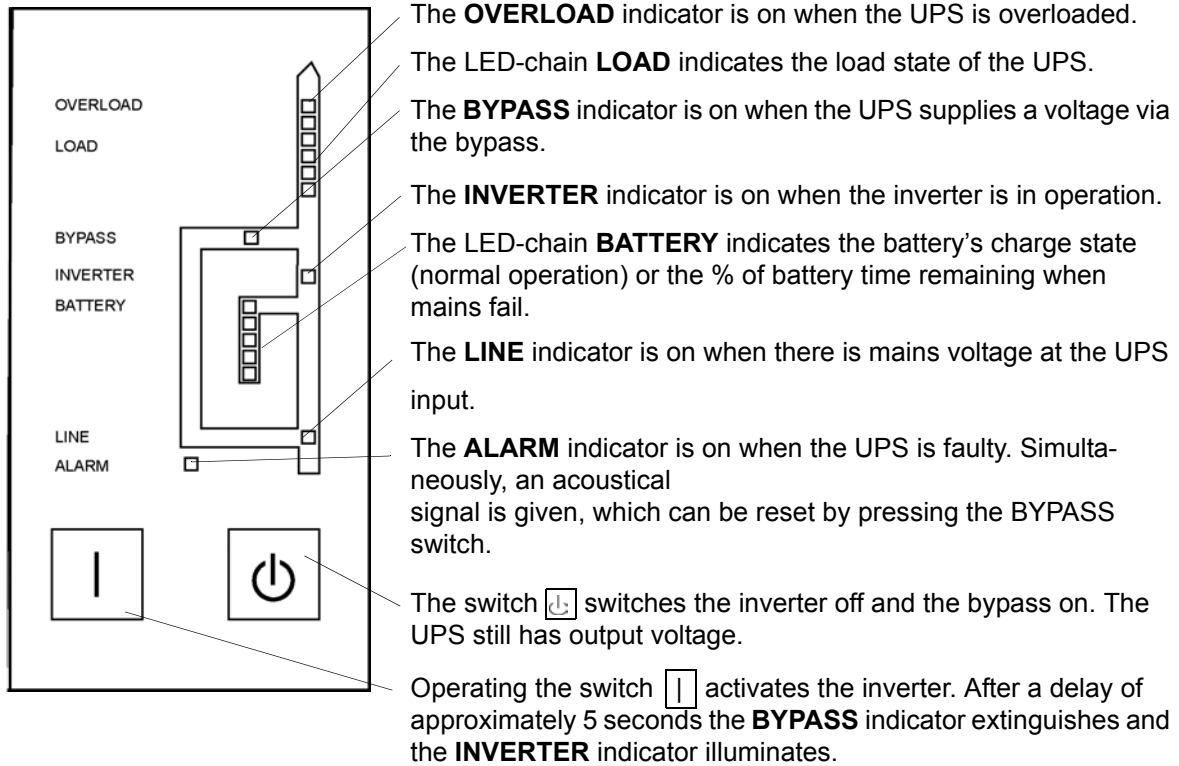 The OVERLOAD indicator is on when the UPS is overloaded.
The LED-chain LOAD indicates the load state of the UPS.
The BYPASS indicator is on when the UPS supplies a voltage via
the bypass.
The INVERTER indicator is on when the inverter is in operation.
The LED-chain BATTERY indicates the battery's charge state
(normal operation) or the % of battery time remaining when
mains fail.
The LINE indicator is on when there is mains voltage at the UPS
input.
The ALARM indicator is on when the UPS is faulty. Simulta-
neously, an acoustical
signal is given, which can be reset by pressing the BYPASS
switch.
The switch switches the inverter off and the bypass on. The
UPS still has output voltage.
Operating the switch | activates the inverter. After a delay of
approximately 5 seconds the BYPASS indicator extinguishes and
the INVERTER indicator illuminates.
OVERLOAD
LOAD
BYPASS
INVERTER
BATTERY
LINE
ALARM
|